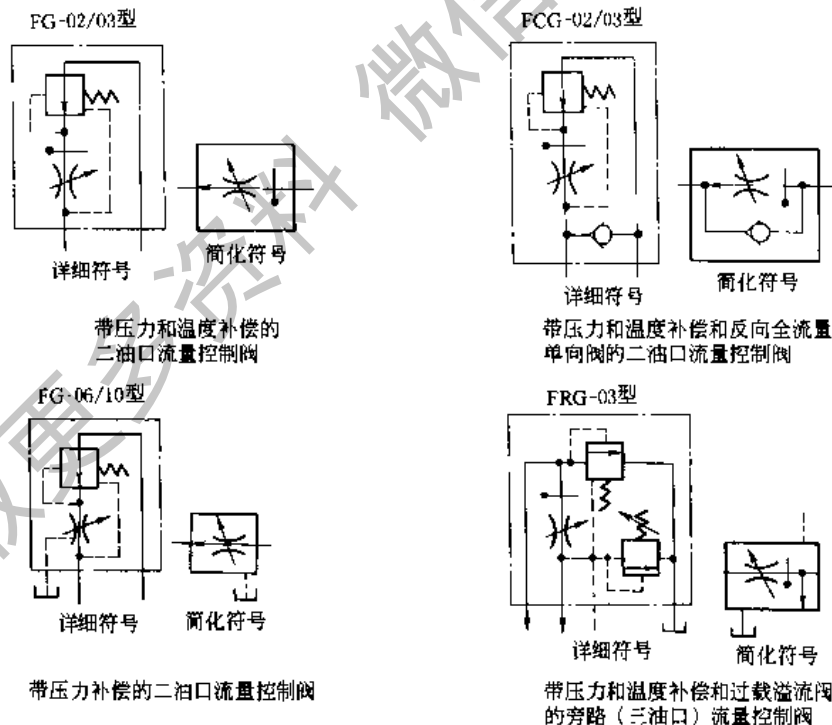 FG-02/03型
详细符号
简化符号
带压力和温度补偿的
二油口流量控制阀
FCG-02/03型
详细符号
简化符号
带压力和温度补偿和反向全流量
单向阀的二油口流量控制阀
FG-06/10型
详细符号
简化符号
带压力补偿的二油口流量控制阀
FRG-03型
详细符号
简化符号
带压力和温度补偿和过载溢流阀
的旁路（三油口）流量控制阀
更多资料 微信